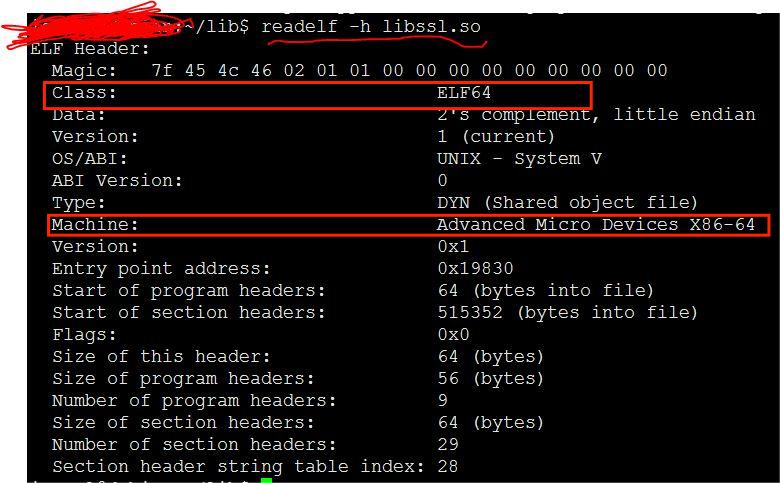 :~/lib$ readelf -h libssl.so
ELF Header:
Magic: 7f 45 4c 46 02 01 01 00 00 00 00 00 00 00 00 00
Class: ELF64
Data: 2's complement, little endian
Version: 1 (current)
OS/ABI: UNIX - System V
ABI Version: 0
Type: DYN (Shared object file)
Machine: Advanced Micro Devices X86-64
Version: 0x1
Entry point address: 0x19830
Start of program headers: 64 (bytes into file)
Start of section headers: 515352 (bytes into file)
Flags: 0x0
Size of this header: 64 (bytes)
Size of program headers: 56 (bytes)
Number of program headers: 9
Size of section headers: 64 (bytes)
Number of section headers: 29
Section header string table index: 28